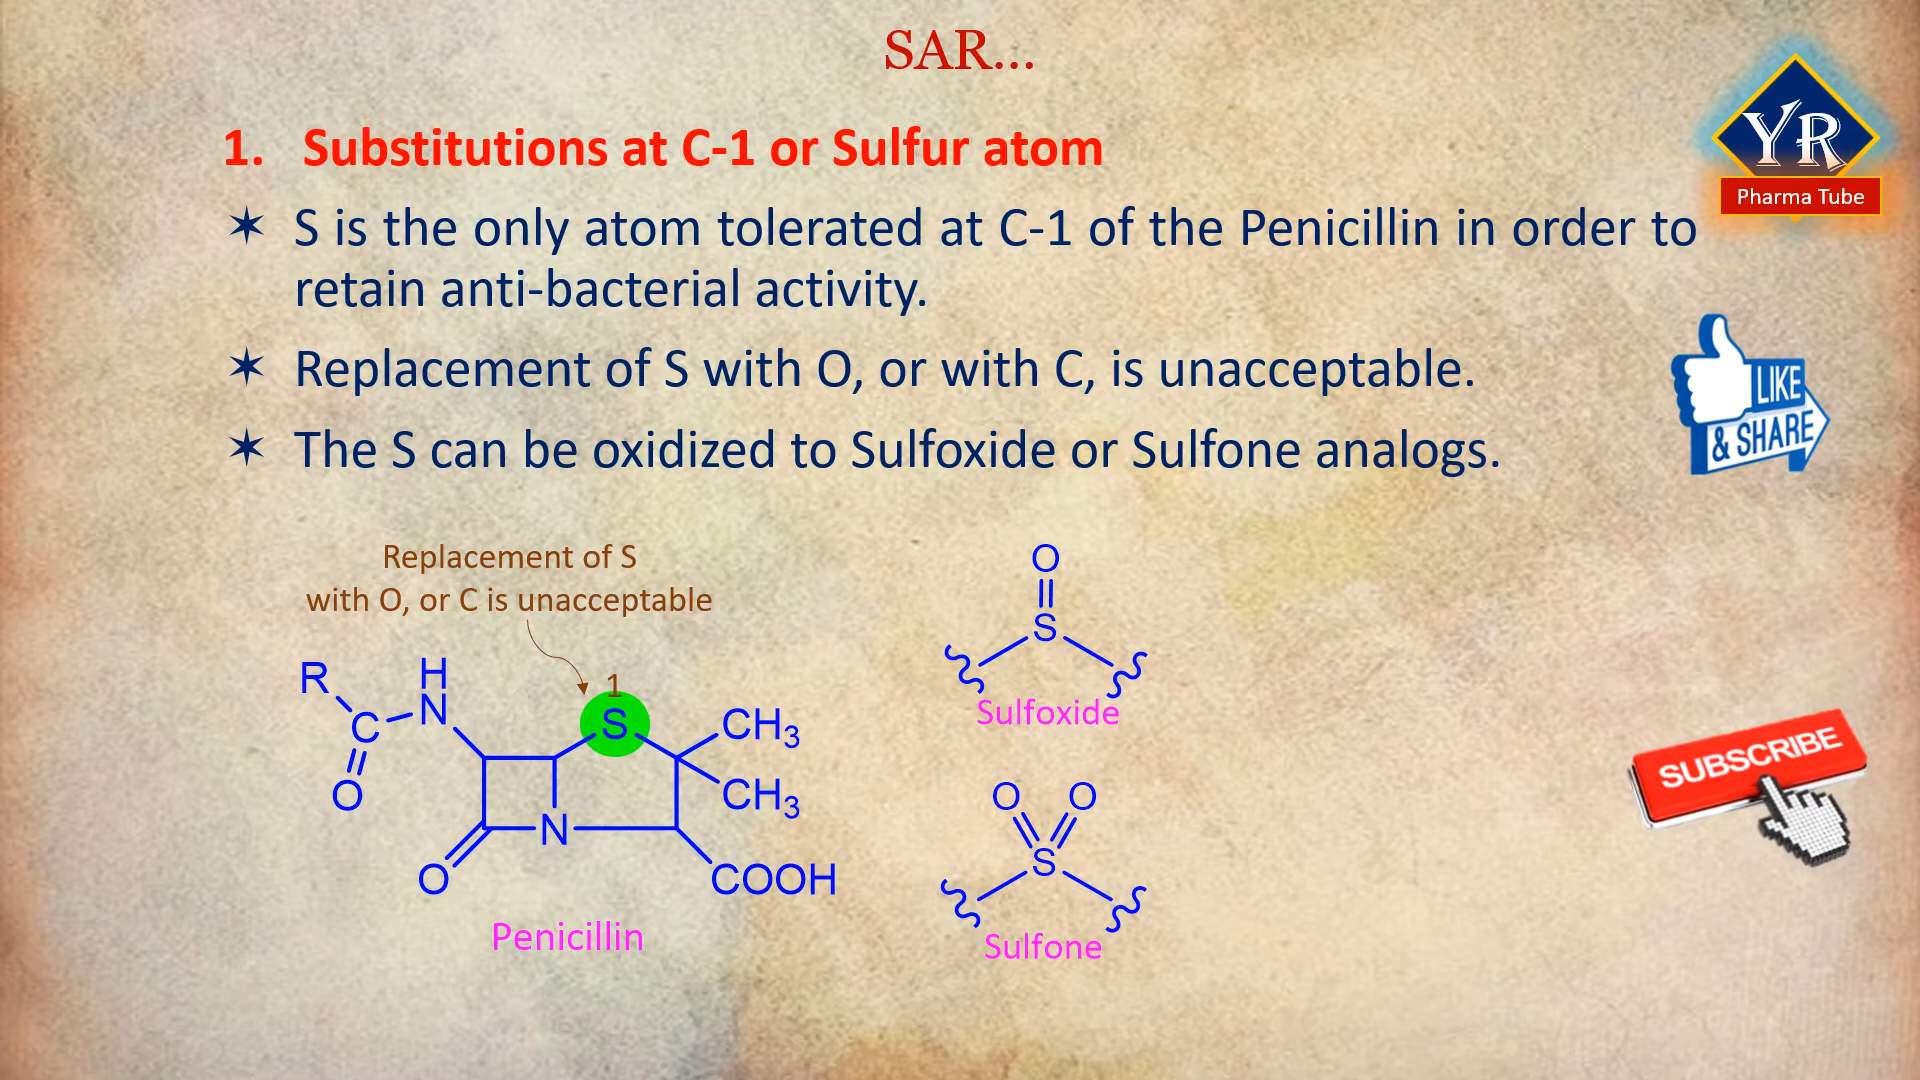 SAR...
YR
Pharma Tube
1. Substitutions at C-1 or Sulfur atom
✶ S is the only atom tolerated at C-1 of the Penicillin in order to
retain anti-bacterial activity.
✶ Replacement of S with O, or with C, is unacceptable.
✶ The S can be oxidized to Sulfoxide or Sulfone analogs.
LIKE
& SHARE
Replacement of S
with O, or C is unacceptable
1
R
H
N
C
O
S
CH3
CH3
N
O
COOH
Penicillin
O
S
Sulfoxide
O O
S
Sulfone
SUBSCRIBE